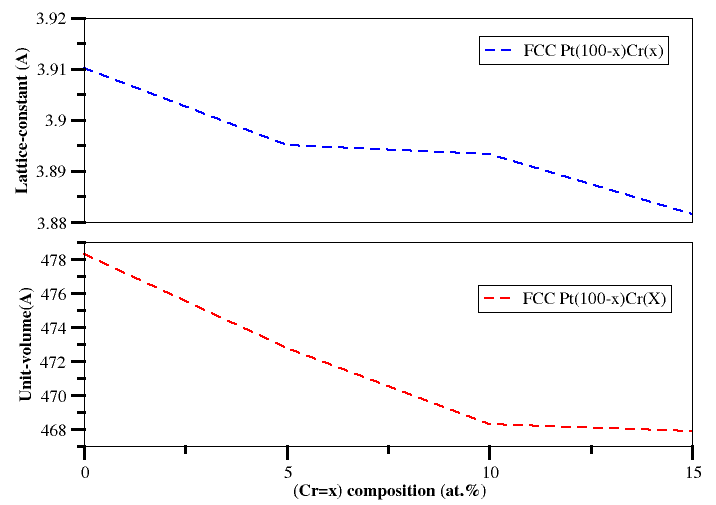 3.92
3.91
3.9
3.89
3.88
Lattice-constant (A)
FCC Pt(100-x)Cr(x)
478
476
474
472
470
468
Unit-volume(A)
FCC Pt(100-x)Cr(X)
0 5 10 15
(Cr=x) composition (at.%)